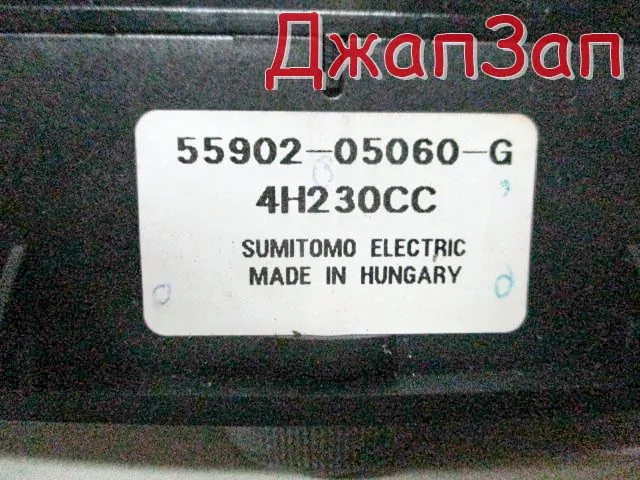 ДжапЗап
55902-05060-G
4H230CC
SUMITOMO ELECTRIC
MADE IN HUNGARY